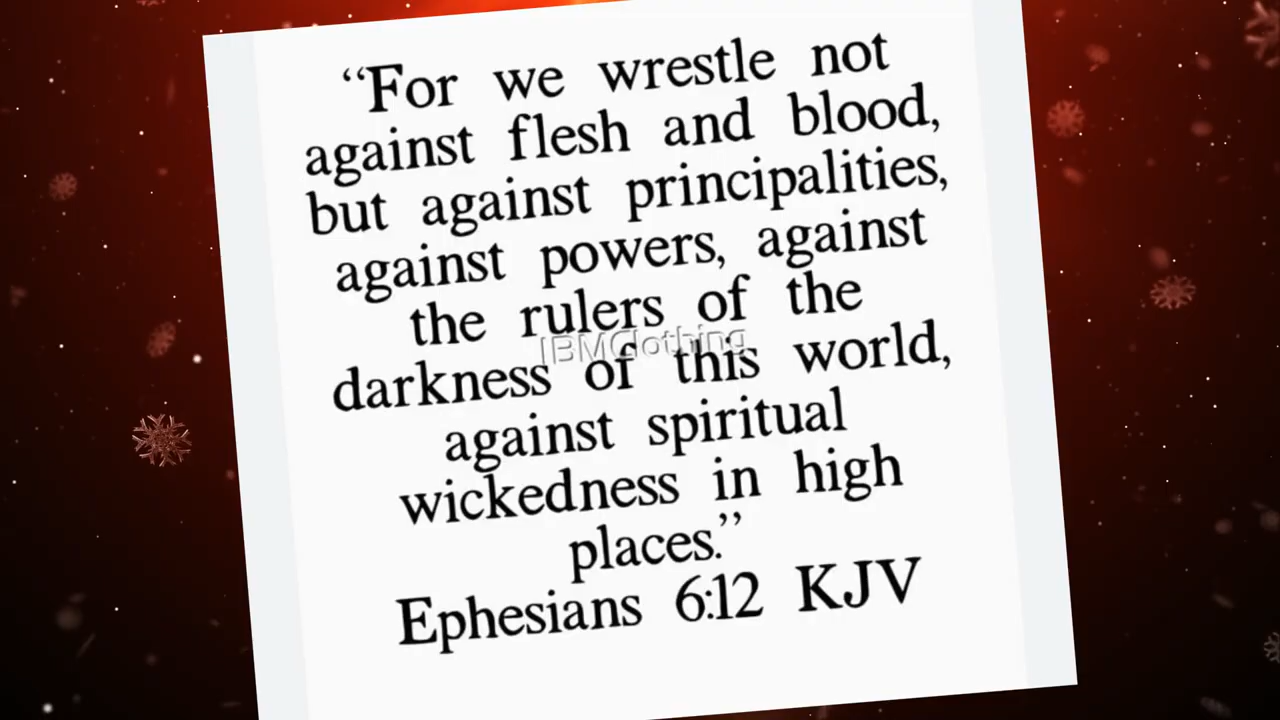 “For we wrestle not
against flesh and blood,
but against principalities,
against powers, against
the rulers of the
darkness of this world,
against spiritual
wickedness in high
places.”
Ephesians 6:12 KJV
JBMClothing